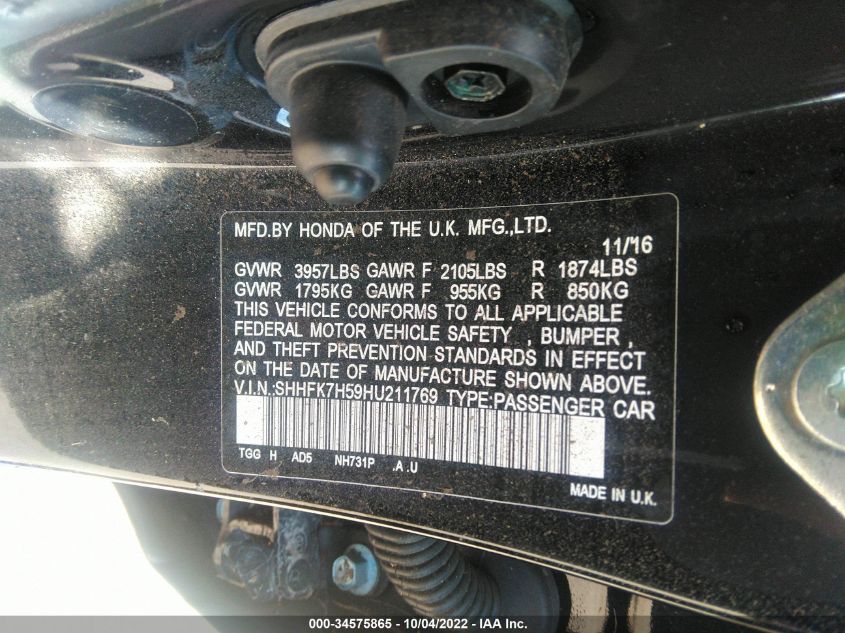 MFD.BY HONDA OF THE U.K. MFG.,LTD.
11/16
GVWR 3957LBS GAWR F 2105LBS R 1874LBS
GVWR 1795KG GAWR F 955KG R 850KG
THIS VEHICLE CONFORMS TO ALL APPLICABLE
FEDERAL MOTOR VEHICLE SAFETY , BUMPER ,
AND THEFT PREVENTION STANDARDS IN EFFECT
ON THE DATE OF MANUFACTURE SHOWN ABOVE.
V.I.N.:SHHFK7H59HU211769 TYPE:PASSENGER CAR
TGG H AD5 NH731P .A .U
MADE IN U.K.
000-34575865 - 10/04/2022 - IAA Inc.